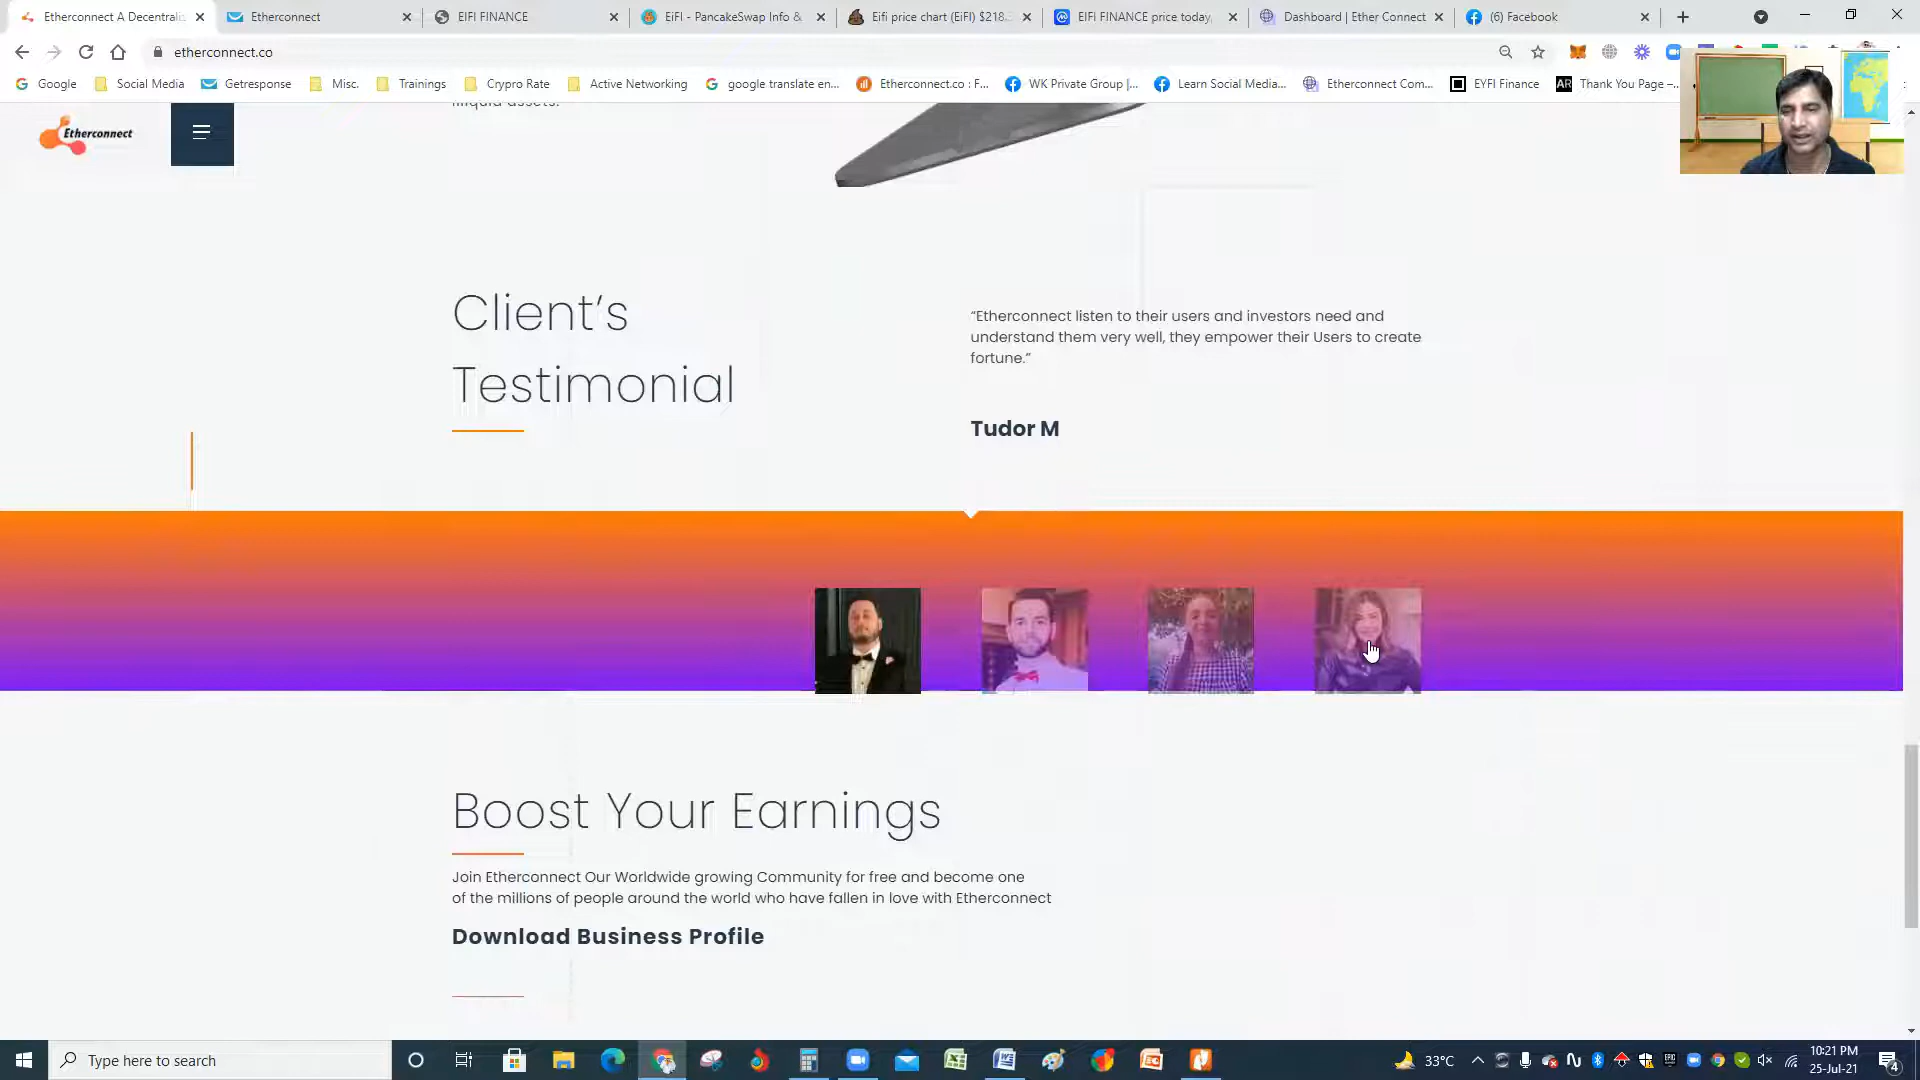 Etherconnect A Decentrali
Etherconnect
EIFI FINANCE
EiFI - PancakeSwap Info &
Eifi price chart (EiFI) $218.
EIFI FINANCE price today,
Dashboard | Ether Connect
(6) Facebook
etherconnect.co
Google
Social Media
Getresponse
Misc.
Trainings
Crypro Rate
Active Networking
google translate en...
Etherconnect.co : F...
WK Private Group |...
Learn Social Media...
Etherconnect Com...
EYFI Finance
AR
Thank You Page –...
illiquid assets.
Etherconnect
Client’s
Testimonial
“Etherconnect listen to their users and investors need and
understand them very well, they empower their Users to create
fortune.”
Tudor M
Boost Your Earnings
Join Etherconnect Our Worldwide growing Community for free and become one
of the millions of people around the world who have fallen in love with Etherconnect
Download Business Profile
Type here to search
33°C
10:21 PM
25-Jul-21
4